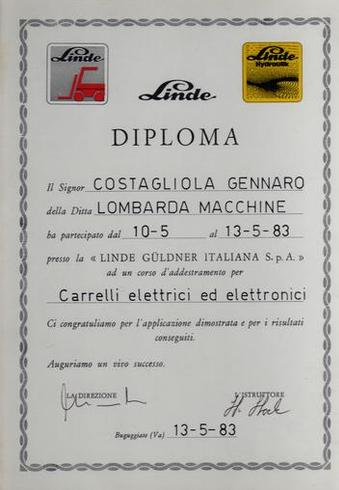 Linde
Linde
Hydraulik
Linde
DIPLOMA
Il Signor COSTAGLIOLA GENNARO
della Ditta LOMBARDA MACCHINE
ha partecipato dal 10-5 al 13-5-83
presso la « LINDE GÜLDNER ITALIANA S.p.A. »
ad un corso d'addestramento per
Carrelli elettrici ed elettronici
Ci congratuliamo per l'applicazione dimostrata e per i risultati
conseguiti.
Auguriamo un vivo successo.
LA DIREZIONE L'ISTRUTTORE
Buguggiate (Va) 13-5-83